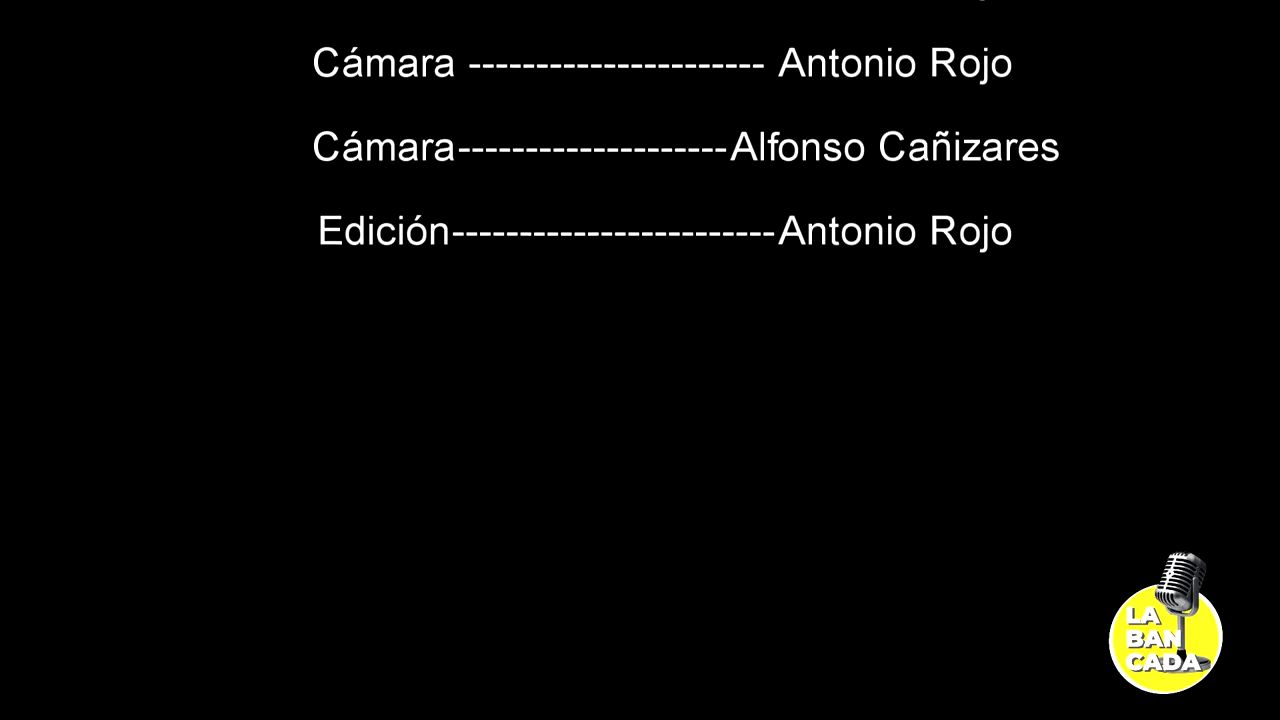 Cámara ---------------------- Antonio Rojo
Cámara--------------------Alfonso Cañizares
Edición------------------------Antonio Rojo
LA
BAN
CADA